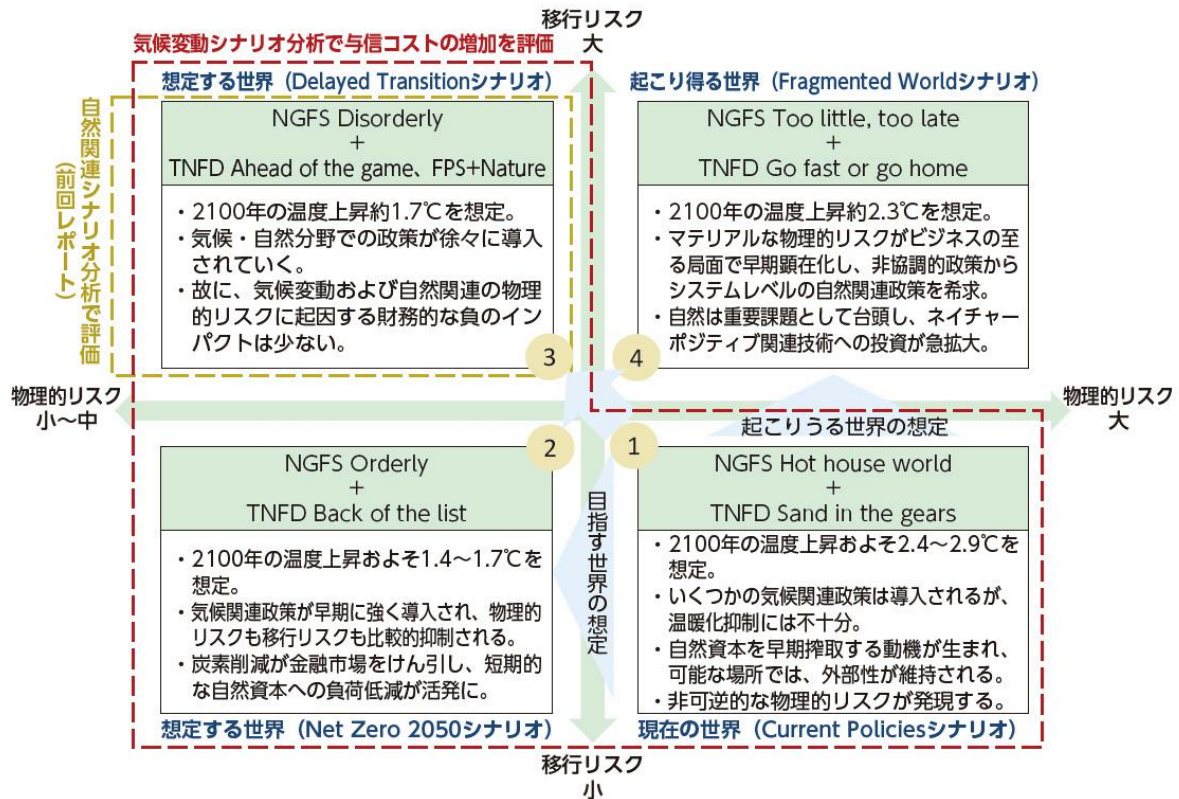 移行リスク
大
気候変動シナリオ分析で与信コストの増加を評価
想定する世界（Delayed Transitionシナリオ）
自然関連シナリオ分析で評価
（前回レポート）
NGFS Disorderly
+
TNFD Ahead of the game、FPS+Nature
・2100年の温度上昇約1.7℃を想定。
・気候・自然分野での政策が徐々に導入
されていく。
・故に、気候変動および自然関連の物理
的リスクに起因する財務的な負のイン
パクトは少ない。
3
起こり得る世界（Fragmented Worldシナリオ）
NGFS Too little, too late
+
TNFD Go fast or go home
・2100年の温度上昇約2.3℃を想定。
・マテリアルな物理的リスクがビジネスの至
る局面で早期顕在化し、非協調的政策から
システムレベルの自然関連政策を希求。
・自然は重要課題として台頭し、ネイチャー
ポジティブ関連技術への投資が急拡大。
4
物理的リスク
小～中
物理的リスク
大
起こりうる世界の想定
目指す世界の想定
2
NGFS Orderly
+
TNFD Back of the list
・2100年の温度上昇およそ1.4～1.7℃を
想定。
・気候関連政策が早期に強く導入され、物理的
リスクも移行リスクも比較的抑制される。
・炭素削減が金融市場をけん引し、短期的
な自然資本への負荷低減が活発に。
想定する世界（Net Zero 2050シナリオ）
1
NGFS Hot house world
+
TNFD Sand in the gears
・2100年の温度上昇およそ2.4～2.9℃を
想定。
・いくつかの気候関連政策は導入されるが、
温暖化抑制には不十分。
・自然資本を早期搾取する動機が生まれ、
可能な場所では、外部性が維持される。
・非可逆的な物理的リスクが発現する。
現在の世界（Current Policiesシナリオ）
移行リスク
小